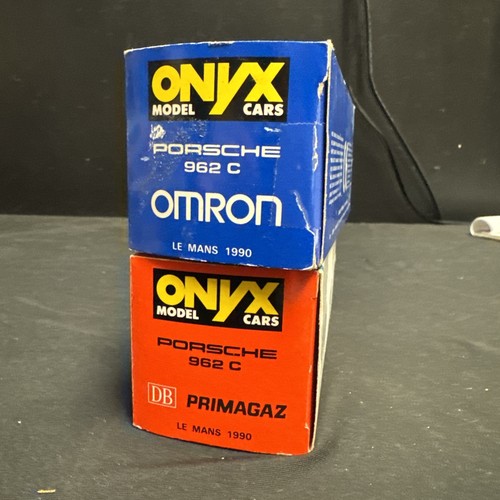 ONYX
MODEL CARS
PORSCHE
962 C
OMRON
LE MANS 1990
ONYX
MODEL CARS
PORSCHE
962 C
DB PRIMAGAZ
LE MANS 1990